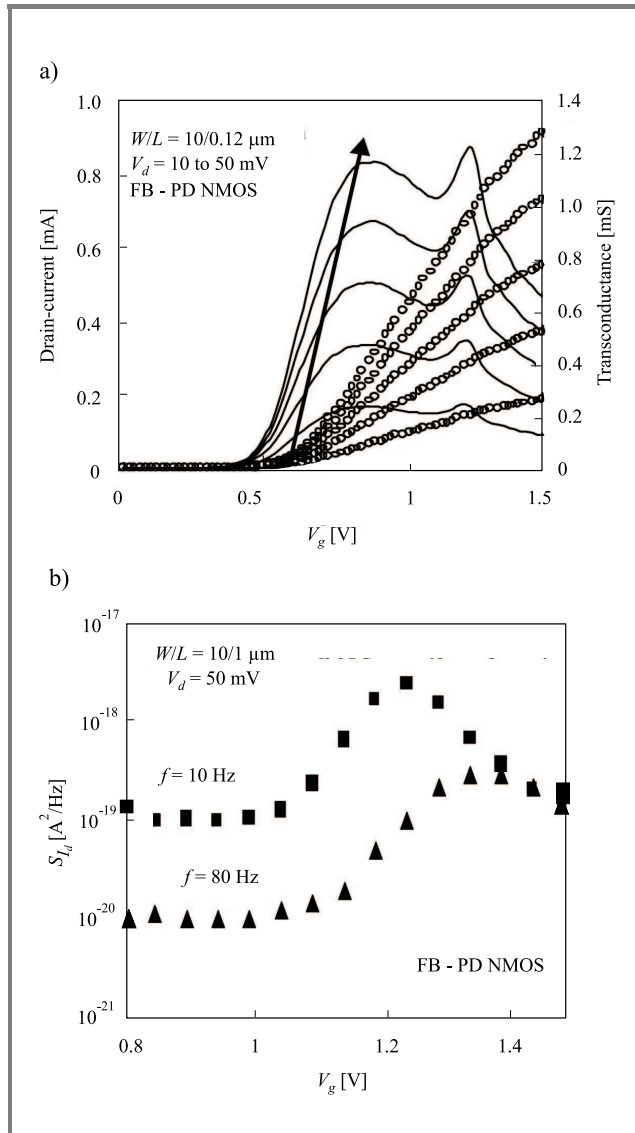 a)
1.0
0.8
0.6
0.4
0.2
0
Drain-current [mA]
W/L = 10/0.12 µm
V_d = 10 to 50 mV
FB - PD NMOS
1.4
1.2
1.0
0.8
0.6
0.4
0.2
0
Transconductance [mS]
0 0.5 1 1.5
V_g [V]
b)
10^-17
10^-18
10^-19
10^-20
10^-21
S_I_d [A^2/Hz]
W/L = 10/1 µm
V_d = 50 mV
f = 10 Hz
f = 80 Hz
FB - PD NMOS
0.8 1 1.2 1.4
V_g [V]